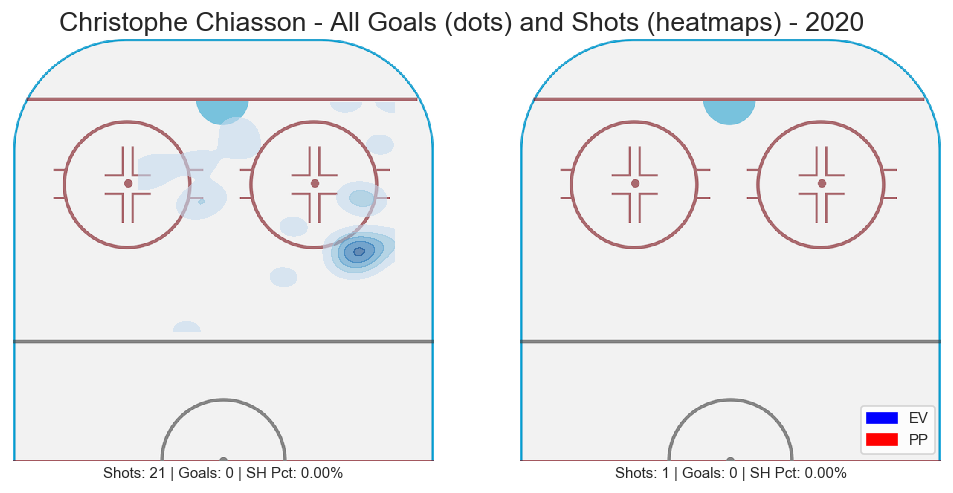 Christophe Chiasson - All Goals (dots) and Shots (heatmaps) - 2020
EV
PP
Shots: 21 | Goals: 0 | SH Pct: 0.00%
Shots: 1 | Goals: 0 | SH Pct: 0.00%